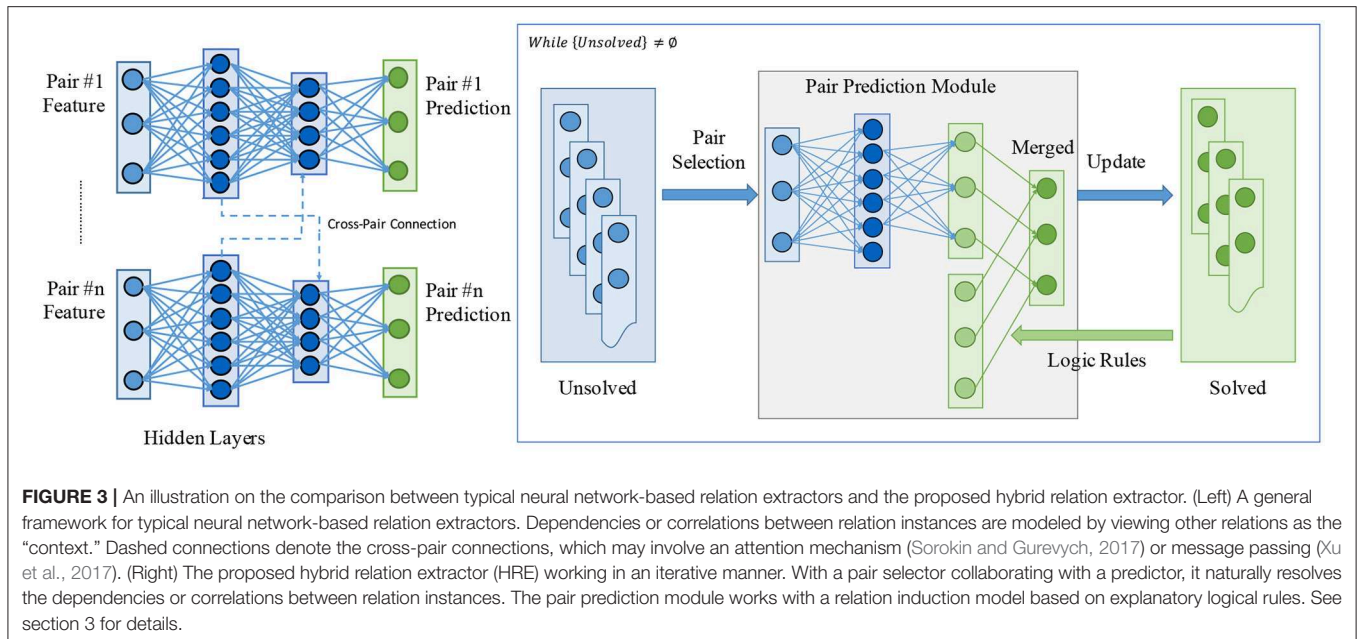 Pair #1
Feature
Pair #1
Prediction
Cross-Pair Connection
Pair #n
Feature
Pair #n
Prediction
Hidden Layers
While {Unsolved} ≠ ∅
Unsolved
Pair
Selection
Pair Prediction Module
Merged
Update
Logic Rules
Solved
FIGURE 3 | An illustration on the comparison between typical neural network-based relation extractors and the proposed hybrid relation extractor. (Left) A general
framework for typical neural network-based relation extractors. Dependencies or correlations between relation instances are modeled by viewing other relations as the
“context.” Dashed connections denote the cross-pair connections, which may involve an attention mechanism (Sorokin and Gurevych, 2017) or message passing (Xu
et al., 2017). (Right) The proposed hybrid relation extractor (HRE) working in an iterative manner. With a pair selector collaborating with a predictor, it naturally resolves
the dependencies or correlations between relation instances. The pair prediction module works with a relation induction model based on explanatory logical rules. See
section 3 for details.